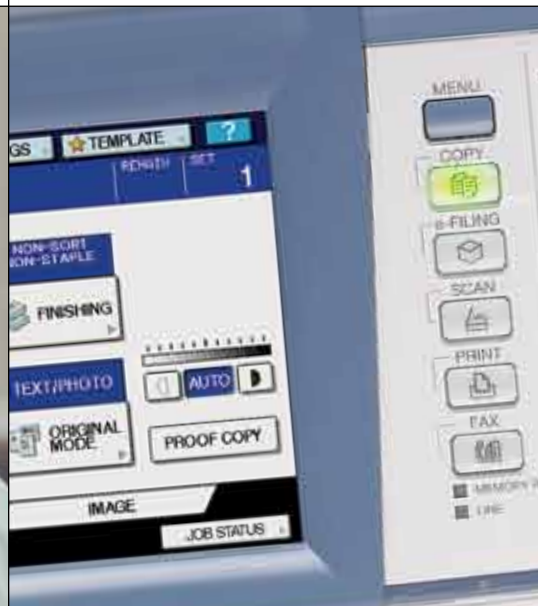 GS TEMPLATE ?
REMAIN SET 1
NON-SORT
NON-STAPLE
FINISHING
TEXT/PHOTO
AUTO
ORIGINAL
MODE
PROOF COPY
IMAGE
JOB STATUS
MENU
COPY
e-FILING
SCAN
PRINT
FAX
MEMORY
LINE